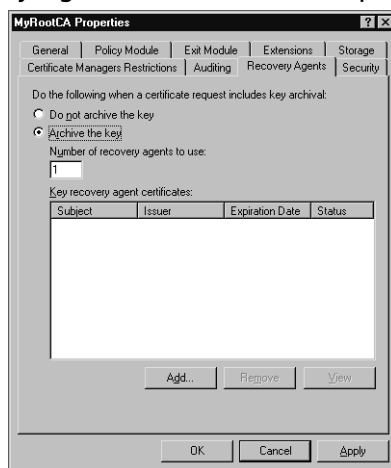 MyRootCA Properties
General Policy Module Exit Module Extensions Storage
Certificate Managers Restrictions Auditing Recovery Agents Security
Do the following when a certificate request includes key archival:
Do not archive the key
Archive the key
Number of recovery agents to use:
1
Key recovery agent certificates:
Subject Issuer Expiration Date Status
Add... Remove View
OK Cancel Apply